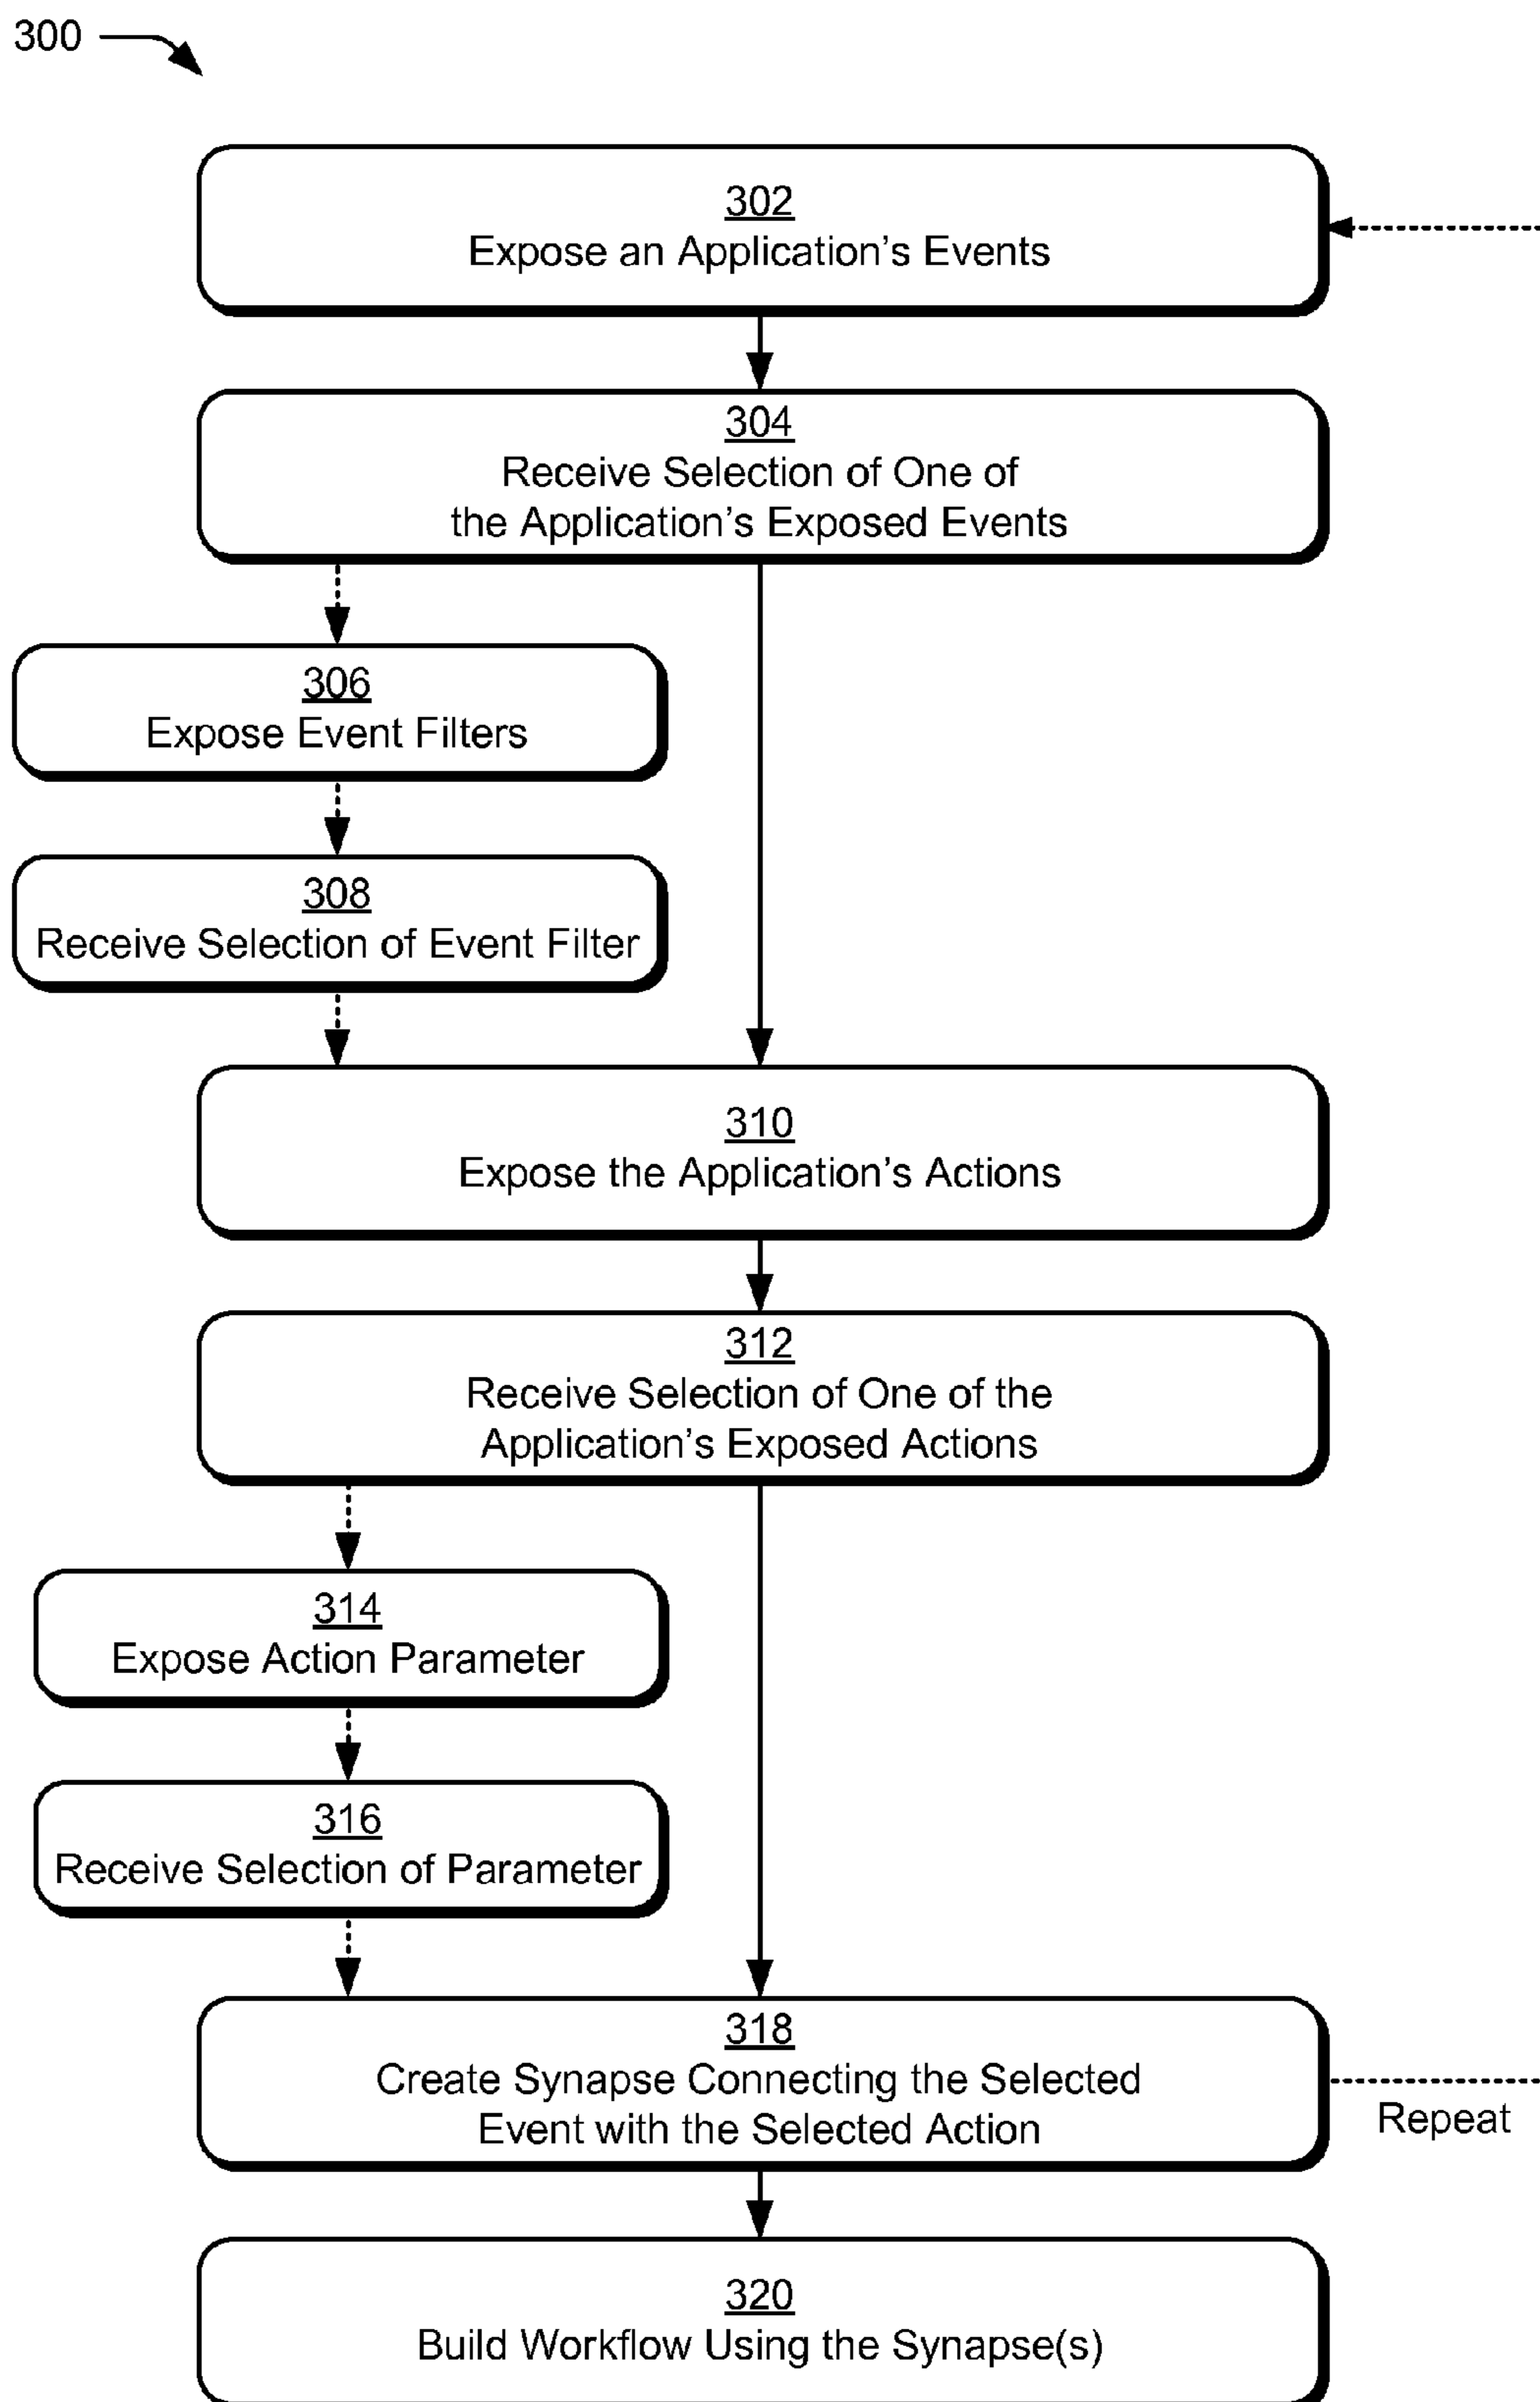 300
302
Expose an Application’s Events
304
Receive Selection of One of
the Application’s Exposed Events
306
Expose Event Filters
308
Receive Selection of Event Filter
310
Expose the Application’s Actions
312
Receive Selection of One of the
Application’s Exposed Actions
314
Expose Action Parameter
316
Receive Selection of Parameter
318
Create Synapse Connecting the Selected
Event with the Selected Action
Repeat
320
Build Workflow Using the Synapse(s)